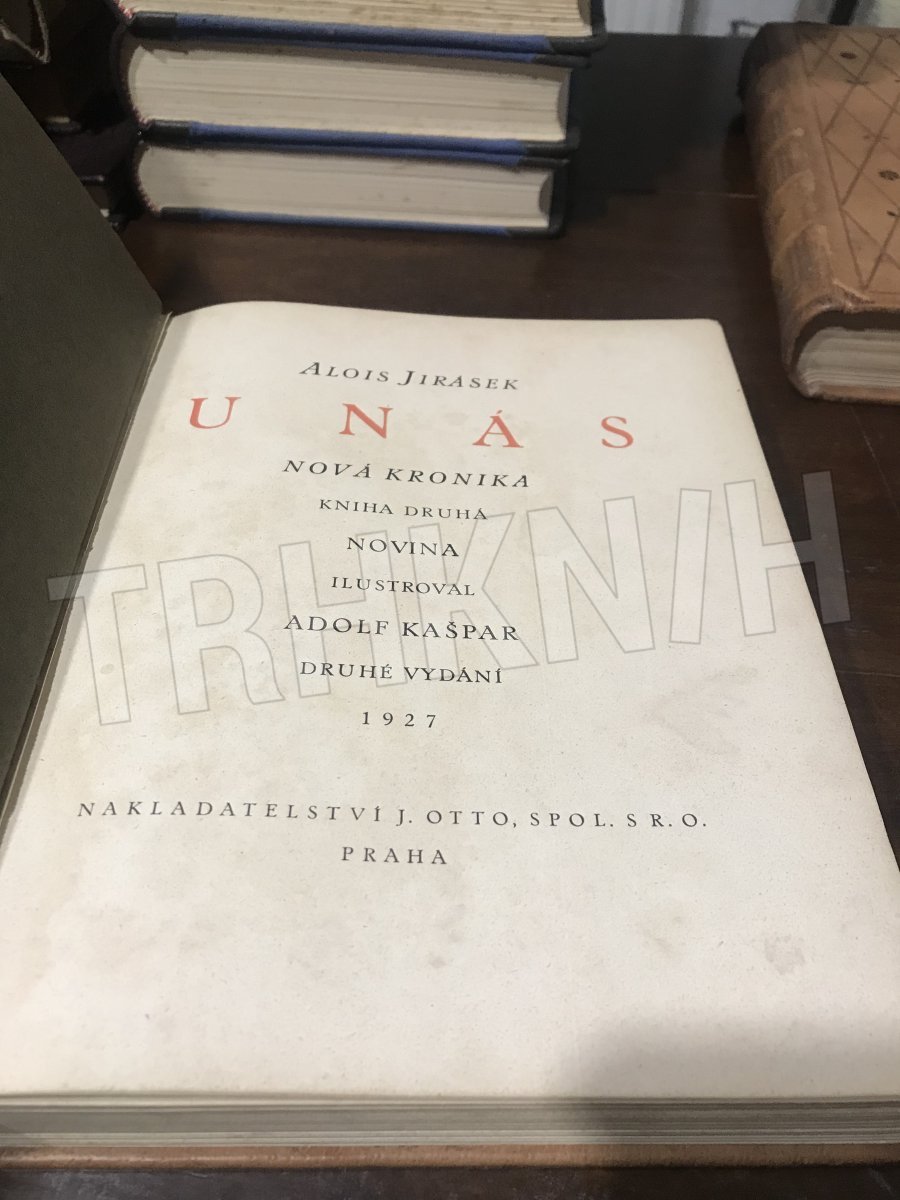 ALOIS JIRÁSEK
U NÁS
NOVÁ KRONIKA
KNIHA DRUHÁ
NOVINA
ILUSTROVAL
ADOLF KAŠPAR
DRUHÉ VYDÁNÍ
1927
NAKLADATELSTVÍ J. OTTO, SPOL. S R. O.
PRAHA
TRHKNIH